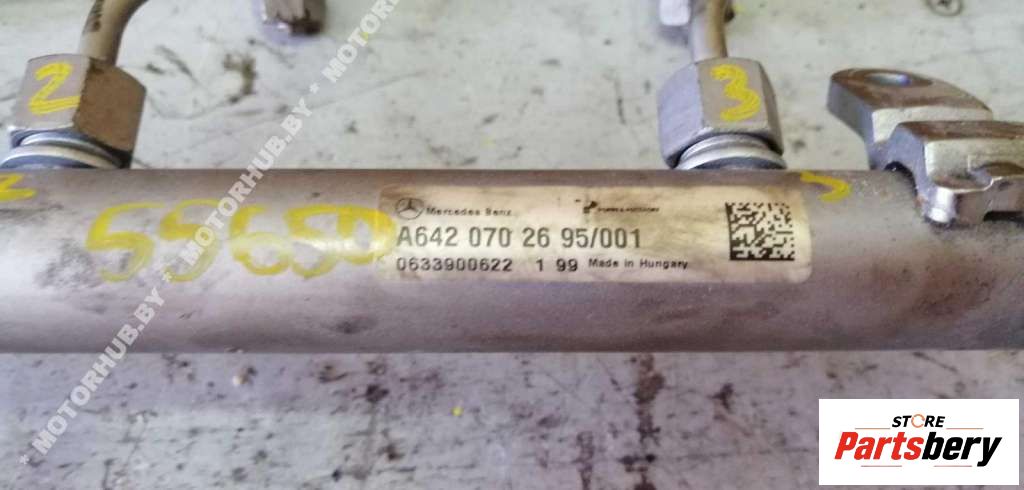 2
3
* MOTORHUB.BY * MOTORHUB.BY *
55650
Mercedes Benz
A642 070 26 95/001
0633900622 1 99 Made in Hungary
STORE
Partsbery